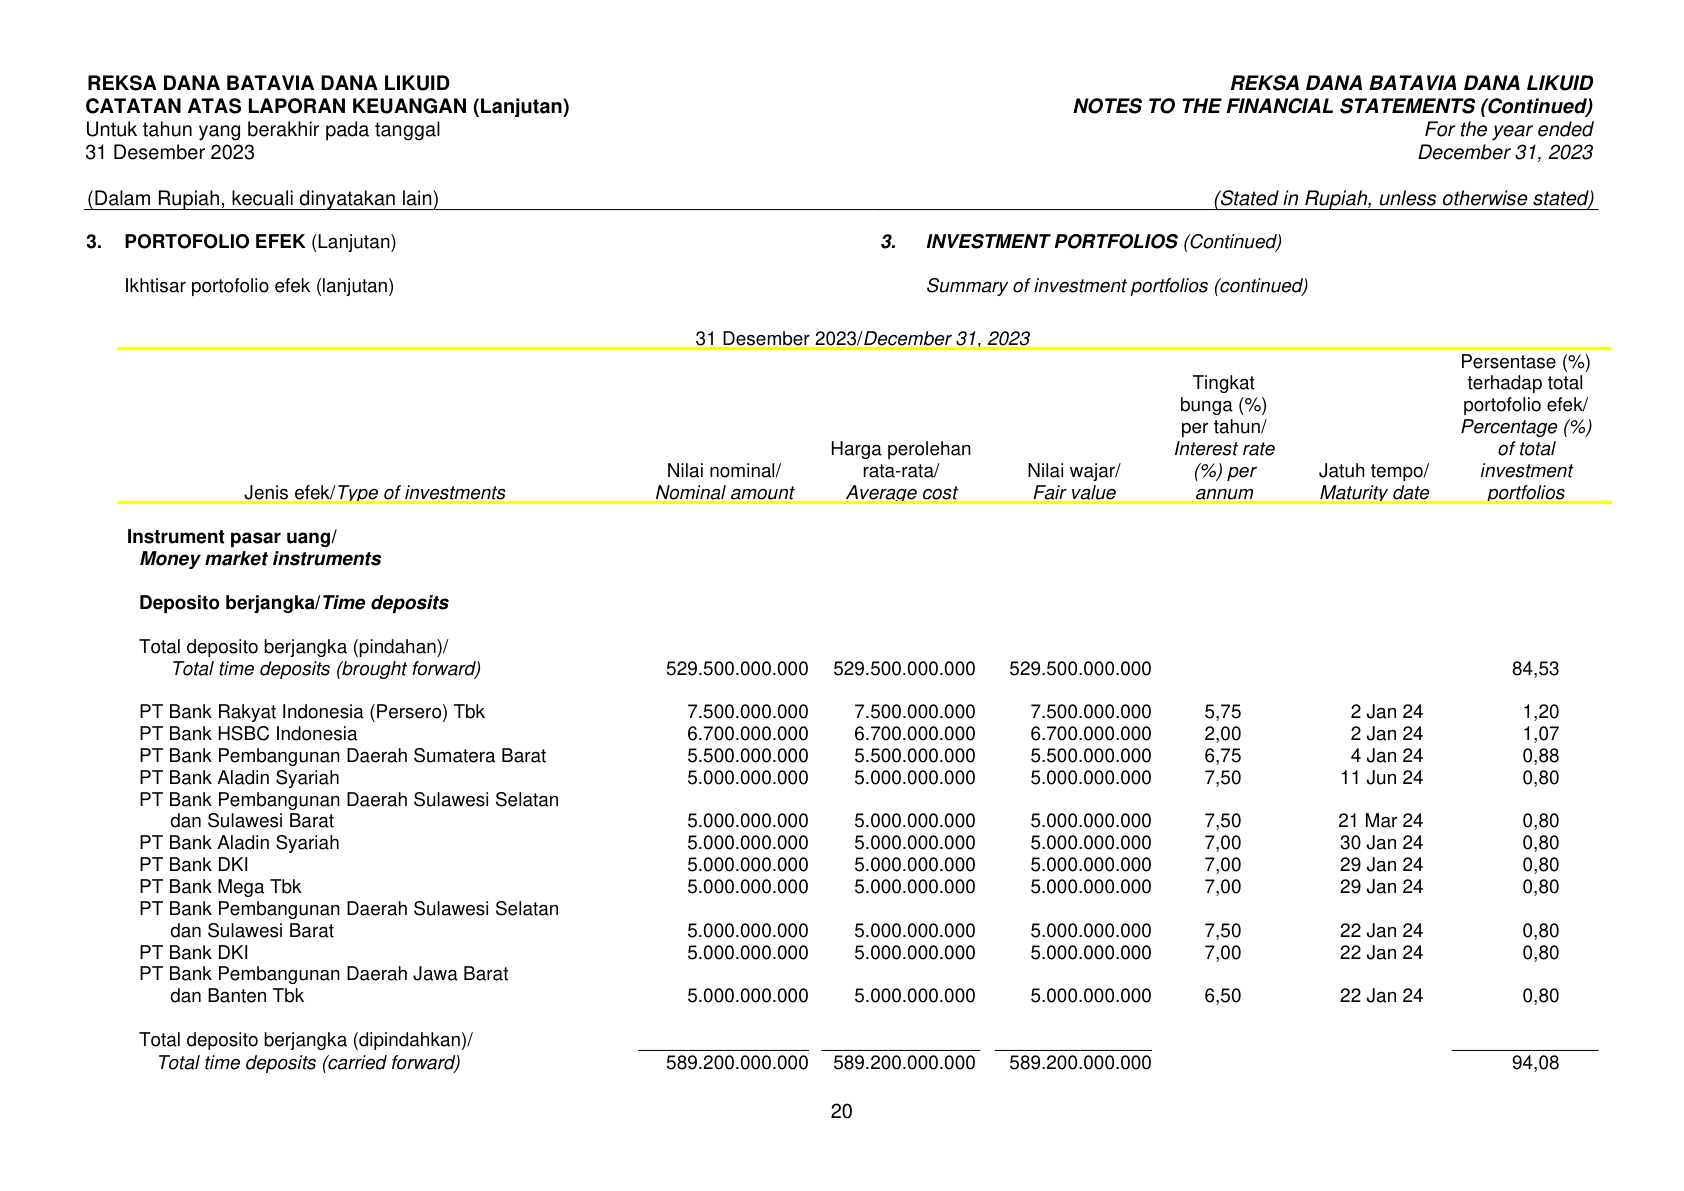 REKSA DANA BATAVIA DANA LIKUID
CATATAN ATAS LAPORAN KEUANGAN (Lanjutan)
Untuk tahun yang berakhir pada tanggal
31 Desember 2023
(Dalam Rupiah, kecuali dinyatakan lain)
REKSA DANA BATAVIA DANA LIKUID
NOTES TO THE FINANCIAL STATEMENTS (Continued)
For the year ended
December 31, 2023
(Stated in Rupiah, unless otherwise stated)
3. PORTOFOLIO EFEK (Lanjutan)
Ikhtisar portofolio efek (lanjutan)
3. INVESTMENT PORTFOLIOS (Continued)
Summary of investment portfolios (continued)
31 Desember 2023/December 31, 2023
Jenis efek/Type of investments
Nilai nominal/
Nominal amount
Harga perolehan
rata-rata/
Average cost
Nilai wajar/
Fair value
Tingkat
bunga (%)
per tahun/
Interest rate
(%) per
annum
Jatuh tempo/
Maturity date
Persentase (%)
terhadap total
portofolio efek/
Percentage (%)
of total
investment
portfolios
Instrument pasar uang/
Money market instruments
Deposito berjangka/Time deposits
Total deposito berjangka (pindahan)/
Total time deposits (brought forward) 529.500.000.000 529.500.000.000 529.500.000.000 84,53
PT Bank Rakyat Indonesia (Persero) Tbk 7.500.000.000 7.500.000.000 7.500.000.000 5,75 2 Jan 24 1,20
PT Bank HSBC Indonesia 6.700.000.000 6.700.000.000 6.700.000.000 2,00 2 Jan 24 1,07
PT Bank Pembangunan Daerah Sumatera Barat 5.500.000.000 5.500.000.000 5.500.000.000 6,75 4 Jan 24 0,88
PT Bank Aladin Syariah 5.000.000.000 5.000.000.000 5.000.000.000 7,50 11 Jun 24 0,80
PT Bank Pembangunan Daerah Sulawesi Selatan
dan Sulawesi Barat 5.000.000.000 5.000.000.000 5.000.000.000 7,50 21 Mar 24 0,80
PT Bank Aladin Syariah 5.000.000.000 5.000.000.000 5.000.000.000 7,00 30 Jan 24 0,80
PT Bank DKI 5.000.000.000 5.000.000.000 5.000.000.000 7,00 29 Jan 24 0,80
PT Bank Mega Tbk 5.000.000.000 5.000.000.000 5.000.000.000 7,00 29 Jan 24 0,80
PT Bank Pembangunan Daerah Sulawesi Selatan
dan Sulawesi Barat 5.000.000.000 5.000.000.000 5.000.000.000 7,50 22 Jan 24 0,80
PT Bank DKI 5.000.000.000 5.000.000.000 5.000.000.000 7,00 22 Jan 24 0,80
PT Bank Pembangunan Daerah Jawa Barat
dan Banten Tbk 5.000.000.000 5.000.000.000 5.000.000.000 6,50 22 Jan 24 0,80
Total deposito berjangka (dipindahkan)/
Total time deposits (carried forward) 589.200.000.000 589.200.000.000 589.200.000.000 94,08
20